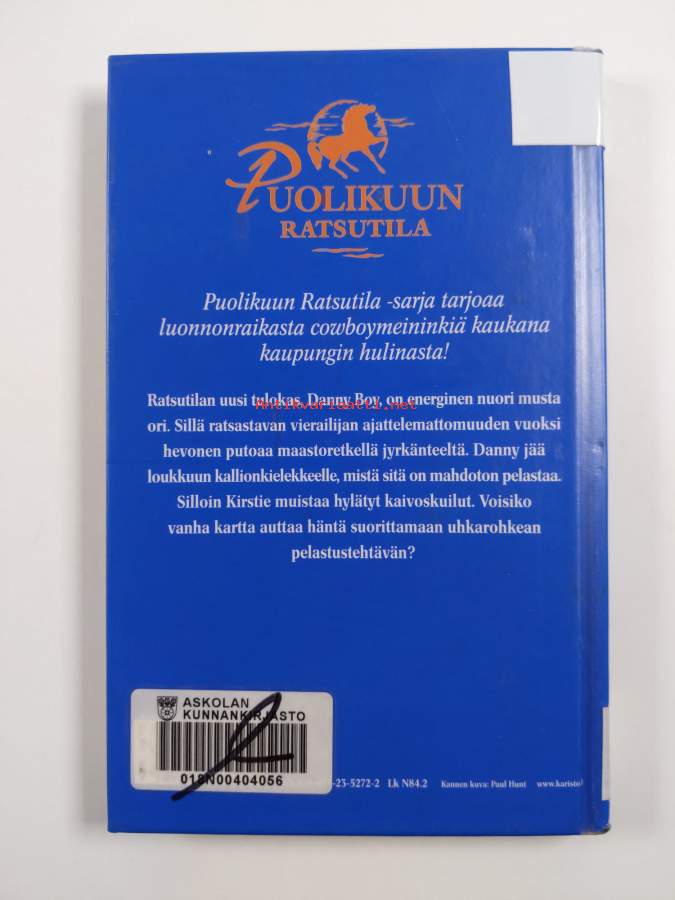 PUOLIKUUN
RATSUTILA
Puolikuun Ratsutila -sarja tarjoaa
luonnonraikasta cowboymeininkiä kaukana
kaupungin hulinasta!
Ratsutilan uusi tulokas, Danny Boy, on energinen nuori musta
Antikvariaatti.net
ori. Sillä ratsastavan vierailijan ajattelemattomuuden vuoksi
hevonen putoaa maastoretkellä jyrkänteeltä. Danny jää
loukkuun kallionkielekkeelle, mistä sitä on mahdoton pelastaa.
Silloin Kirstie muistaa hylätyt kaivoskuilut. Voisiko
vanha kartta auttaa häntä suorittamaan uhkarohkean
pelastustehtävän?
ASKOLAN
KUNNANKIRJASTO
018N00404056
-23-5272-2 Lk N84.2 Kannen kuva: Paul Hunt www.karisto.